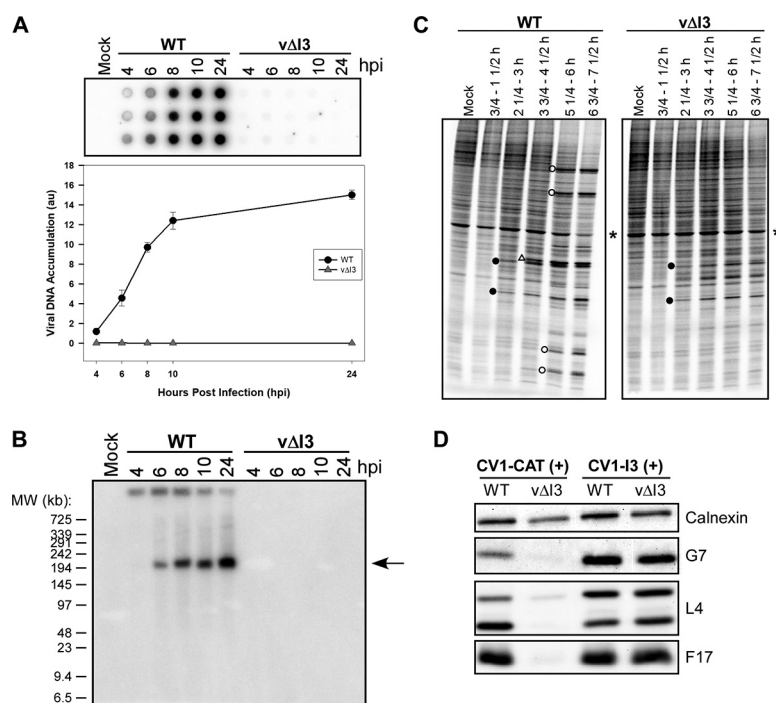 A
Mock
WT
vΔI3
4 6 8 10 24 4 6 8 10 24 hpi
Viral DNA Accumulation (au)
18
16
14
12
10
8
6
4
2
0
WT
vΔI3
4 6 8 10 24
Hours Post Infection (hpi)
B
Mock
WT
vΔI3
4 6 8 10 24 4 6 8 10 24 hpi
MW (kb):
725
339
291
242
194
145
97
48
23
9.4
6.5
C
WT
vΔI3
Mock
3/4 - 1 1/2 h
2 1/4 - 3 h
3 3/4 - 4 1/2 h
5 1/4 - 6 h
6 3/4 - 7 1/2 h
Mock
3/4 - 1 1/2 h
2 1/4 - 3 h
3 3/4 - 4 1/2 h
5 1/4 - 6 h
6 3/4 - 7 1/2 h
* *
D
CV1-CAT (+) CV1-I3 (+)
WT vΔI3 WT vΔI3
Calnexin
G7
L4
F17